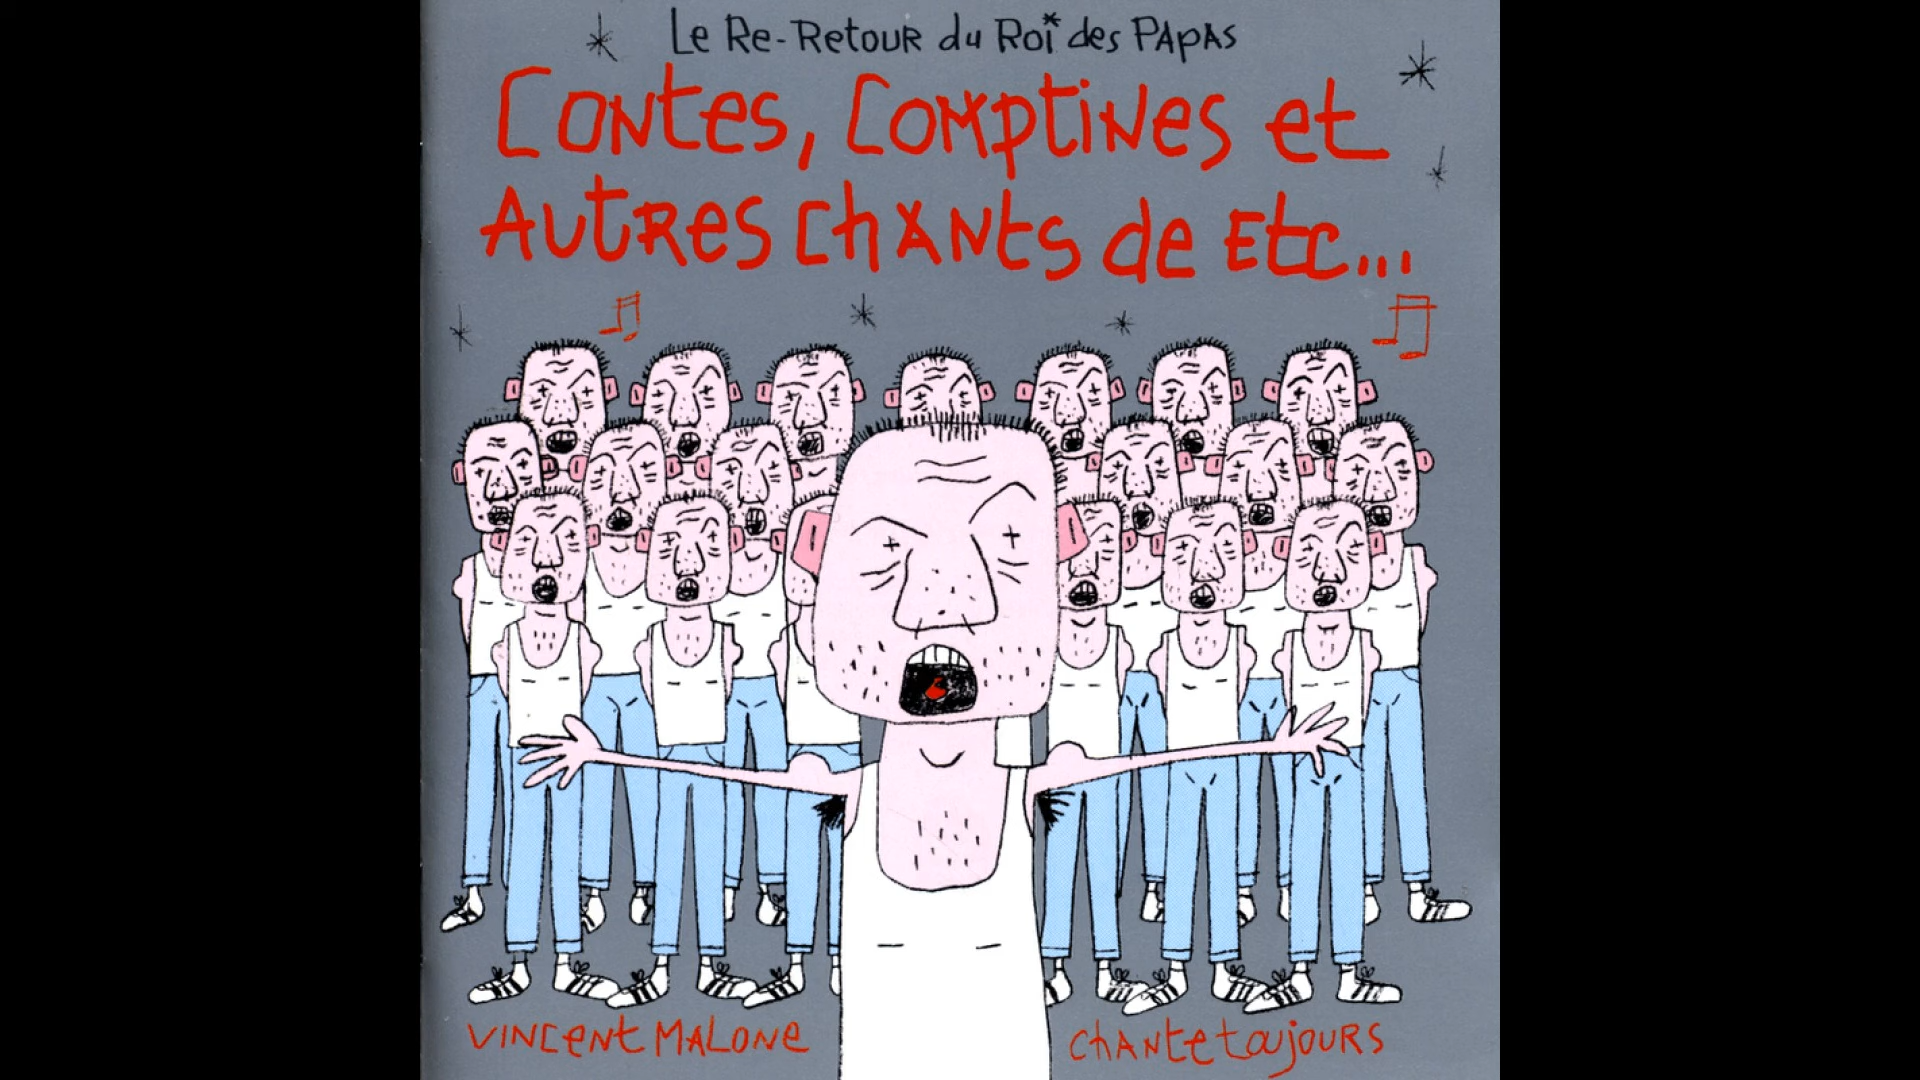 Le Re-Retour du Roi des Papas
Contes, Comptines et
Autres Chants de Etc...
Vincent Malone
Chante toujours